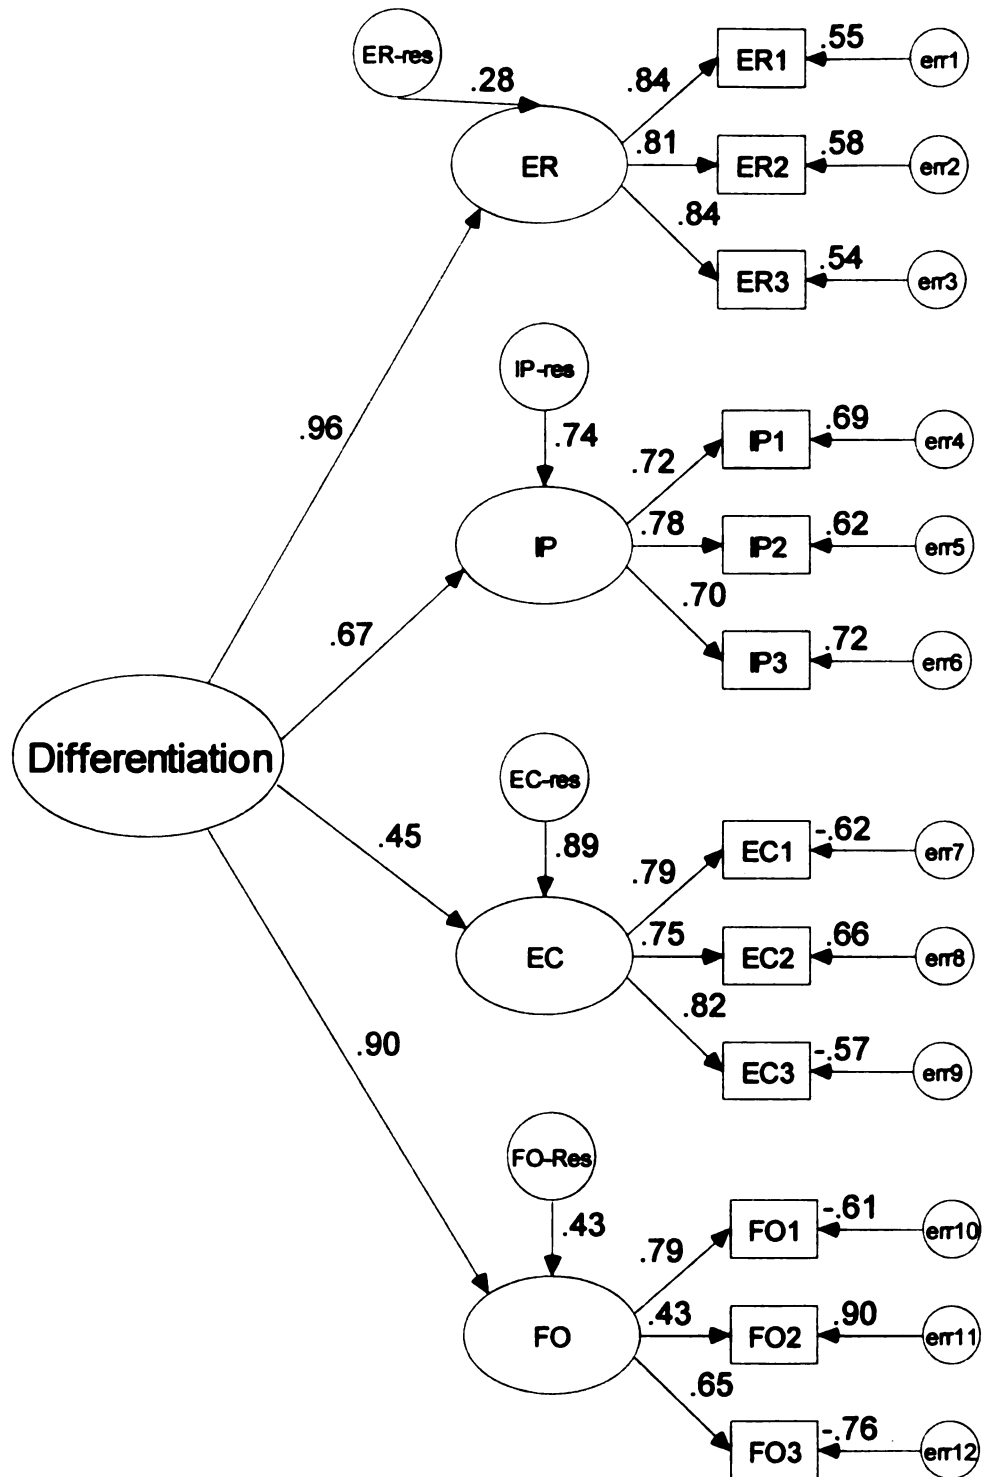 ER-res
.28
ER
.84
ER1
.55
err1
.81
ER2
.58
err2
.84
ER3
.54
err3
.96
IP-res
.74
IP
.72
IP1
.69
err4
.78
IP2
.62
err5
.70
IP3
.72
err6
.67
Differentiation
EC-res
.89
.45
EC
.79
EC1
-.62
err7
.75
EC2
.66
err8
.82
EC3
-.57
err9
.90
FO-Res
.43
FO
.79
FO1
-.61
err10
.43
FO2
.90
err11
.65
FO3
-.76
err12